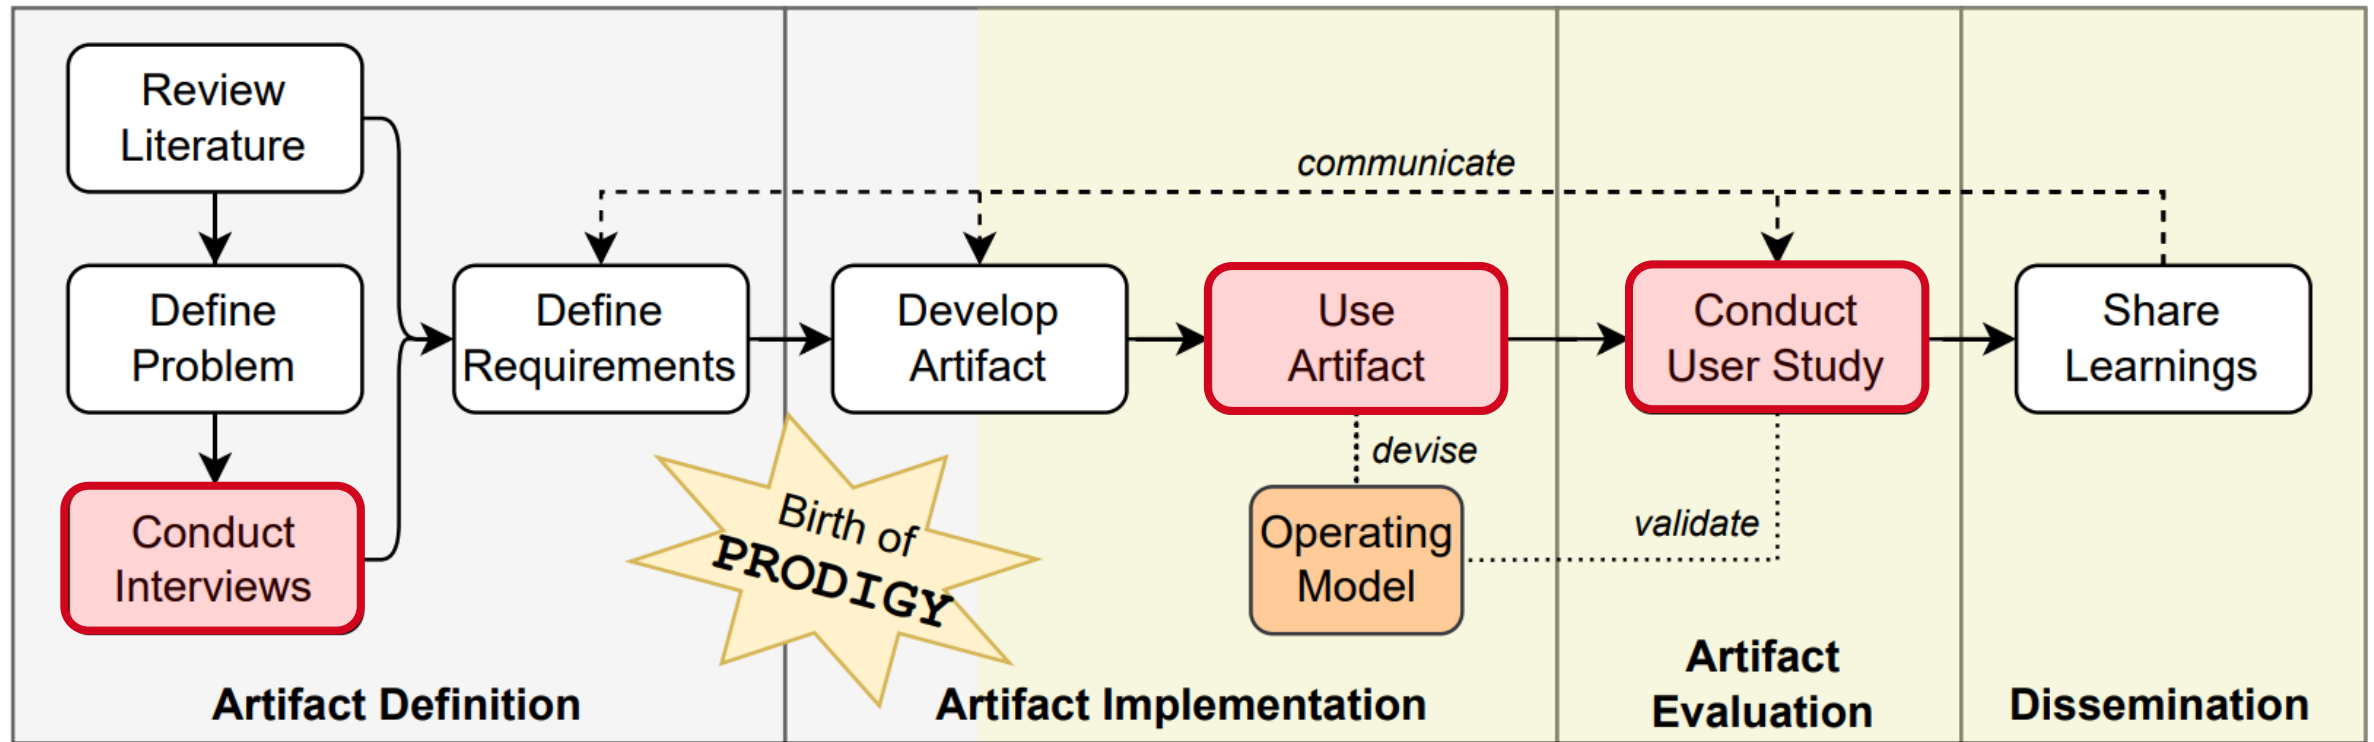 Review
Literature
Define
Problem
Conduct
Interviews
Define
Requirements
communicate
Develop
Artifact
Use
Artifact
Conduct
User Study
Share
Learnings
devise
Operating
Model
validate
Birth of
PRODIGY
Artifact Definition
Artifact Implementation
Artifact
Evaluation
Dissemination